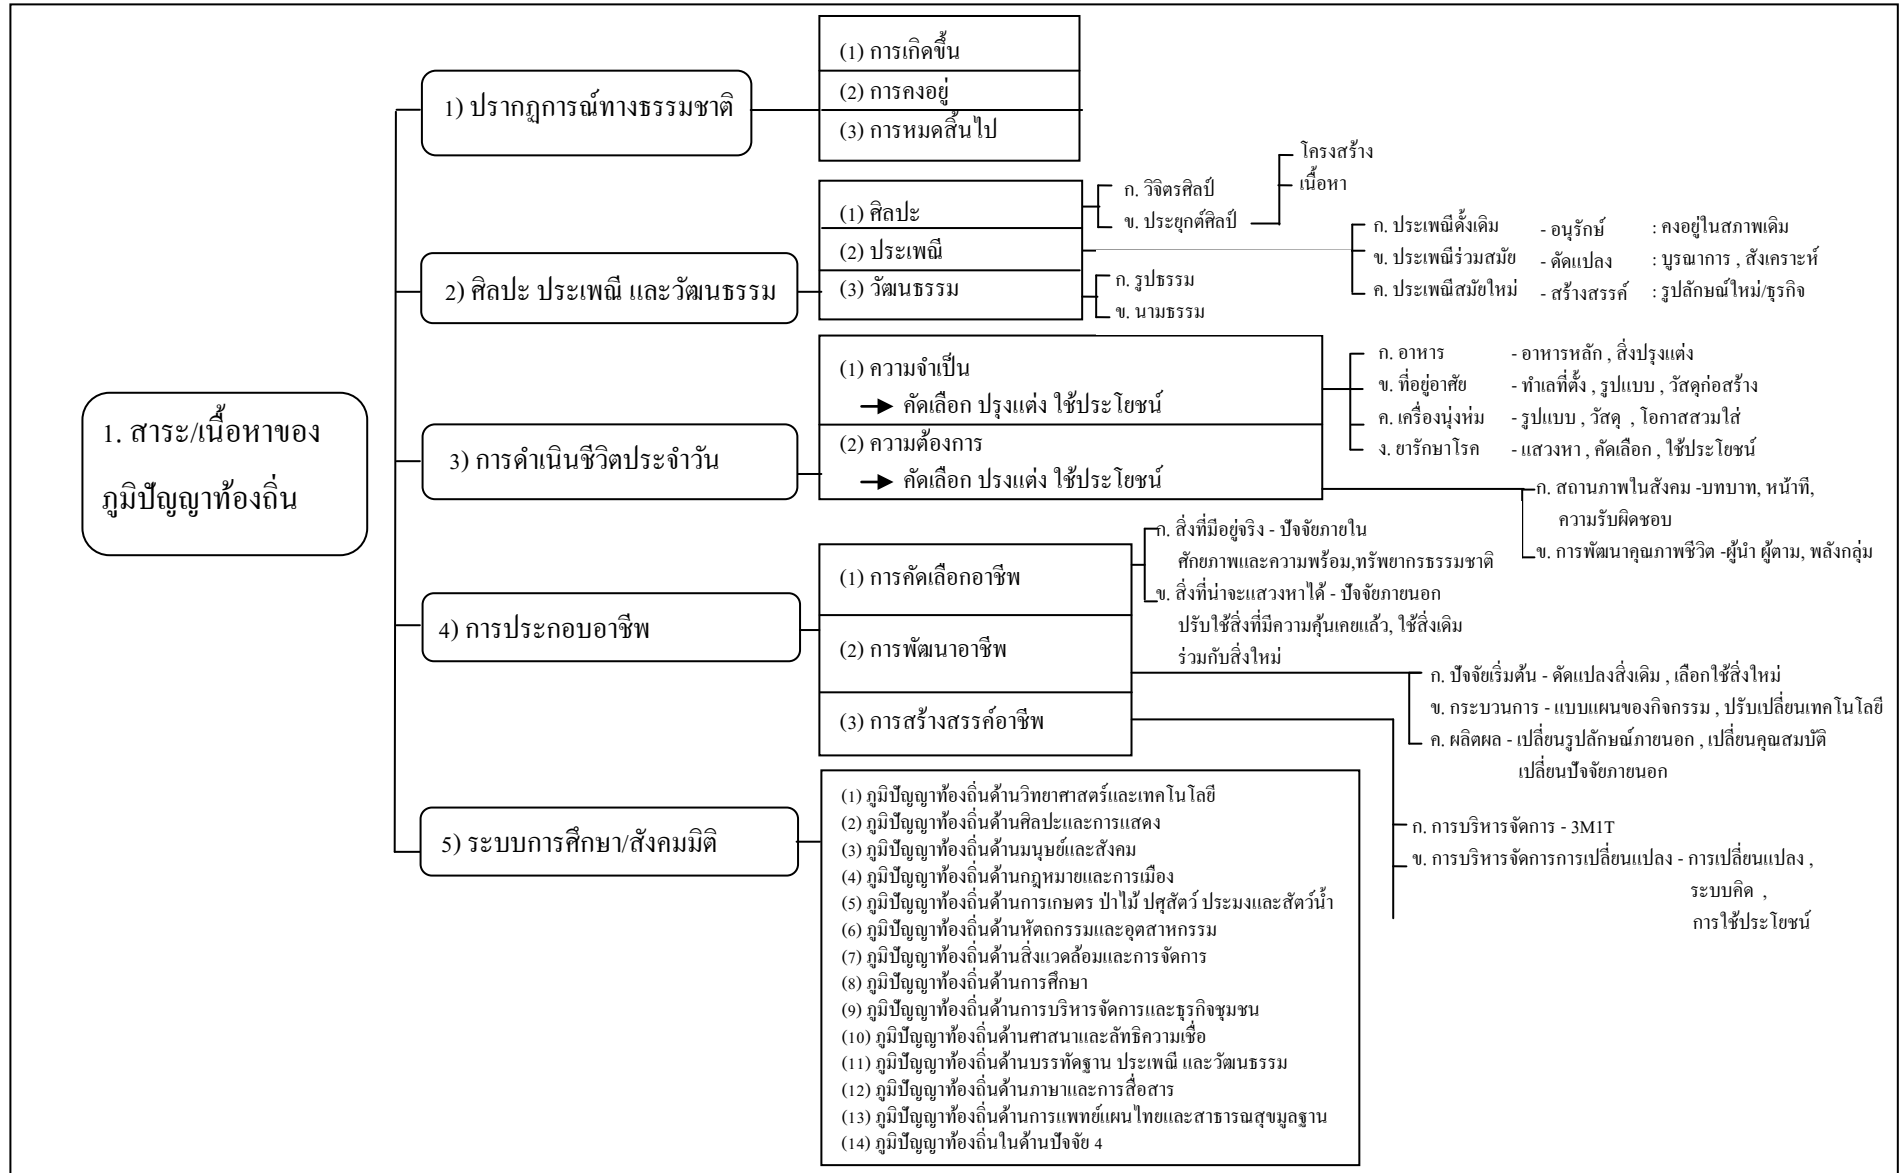 1. สาระ/เนื้อหาของ
ภูมิปัญญาท้องถิ่น
1) ปรากฏการณ์ทางธรรมชาติ
(1) การเกิดขึ้น
(2) การคงอยู่
(3) การหมดสิ้นไป
2) ศิลปะ ประเพณี และวัฒนธรรม
(1) ศิลปะ
ก. วิจิตรศิลป์
ข. ประยุกต์ศิลป์
โครงสร้าง
เนื้อหา
(2) ประเพณี
ก. ประเพณีดั้งเดิม - อนุรักษ์ : คงอยู่ในสภาพเดิม
ข. ประเพณีร่วมสมัย - ดัดแปลง : บูรณาการ , สังเคราะห์
ค. ประเพณีสมัยใหม่ - สร้างสรรค์ : รูปลักษณ์ใหม่/ธุรกิจ
(3) วัฒนธรรม
ก. รูปธรรม
ข. นามธรรม
3) การดำเนินชีวิตประจำวัน
(1) ความจำเป็น
→ คัดเลือก ปรุงแต่ง ใช้ประโยชน์
ก. อาหาร - อาหารหลัก , สิ่งปรุงแต่ง
ข. ที่อยู่อาศัย - ทำเลที่ตั้ง , รูปแบบ , วัสดุก่อสร้าง
ค. เครื่องนุ่งห่ม - รูปแบบ , วัสดุ , โอกาสสวมใส่
ง. ยารักษาโรค - แสวงหา , คัดเลือก , ใช้ประโยชน์
(2) ความต้องการ
→ คัดเลือก ปรงแต่ง ใช้ประโยชน์
ก. สถานภาพในสังคม -บทบาท, หน้าที,
ความรับผิดชอบ
ข. การพัฒนาคุณภาพชีวิต -ผู้นำ ผู้ตาม, พลังกลุ่ม
4) การประกอบอาชีพ
(1) การคัดเลือกอาชีพ
ก. สิ่งที่มีอยู่จริง - ปัจจัยภายใน
ศักยภาพและความพร้อม,ทรัพยากรธรรมชาติ
ข. สิ่งที่น่าจะแสวงหาได้ - ปัจจัยภายนอก
ปรับใช้สิ่งที่มีความคุ้นเคยแล้ว, ใช้สิ่งเดิม
ร่วมกับสิ่งใหม่
(2) การพัฒนาอาชีพ
ก. ปัจจัยเริ่มต้น - ดัดแปลงสิ่งเดิม , เลือกใช้สิ่งใหม่
ข. กระบวนการ - แบบแผนของกิจกรรม , ปรับเปลี่ยนเทคโนโลยี
ค. ผลิตผล - เปลี่ยนรูปลักษณ์ภายนอก , เปลี่ยนคุณสมบัติ
เปลี่ยนปัจจัยภายนอก
(3) การสร้างสรรค์อาชีพ
ก. การบริหารจัดการ - 3M1T
ข. การบริหารจัดการการเปลี่ยนแปลง - การเปลี่ยนแปลง ,
ระบบคิด ,
การใช้ประโยชน์
5) ระบบการศึกษา/สังคมมิติ
(1) ภูมิปัญญาท้องถิ่นด้านวิทยาศาสตร์และเทคโนโลยี
(2) ภูมิปัญญาท้องถิ่นด้านศิลปะและการแสดง
(3) ภูมิปัญญาท้องถิ่นด้านมนุษย์และสังคม
(4) ภูมิปัญญาท้องถิ่นด้านกฎหมายและการเมือง
(5) ภูมิปัญญาท้องถิ่นด้านการเกษตร ป่าไม้ ปศุสัตว์ ประมงและสัตว์น้ำ
(6) ภูมิปัญญาท้องถิ่นด้านหัตถกรรมและอุตสาหกรรม
(7) ภูมิปัญญาท้องถิ่นด้านสิ่งแวดล้อมและการจัดการ
(8) ภูมิปัญญาท้องถิ่นด้านการศึกษา
(9) ภูมิปัญญาท้องถิ่นด้านการบริหารจัดการและธุรกิจชุมชน
(10) ภูมิปัญญาท้องถิ่นด้านศาสนาและลัทธิความเชื่อ
(11) ภูมิปัญญาท้องถิ่นด้านบรรทัดฐาน ประเพณี และวัฒนธรรม
(12) ภูมิปัญญาท้องถิ่นด้านภาษาและการสื่อสาร
(13) ภูมิปัญญาท้องถิ่นด้านการแพทย์แผนไทยและสาธารณสุขมูลฐาน
(14) ภูมิปัญญาท้องถิ่นในด้านปัจจัย 4